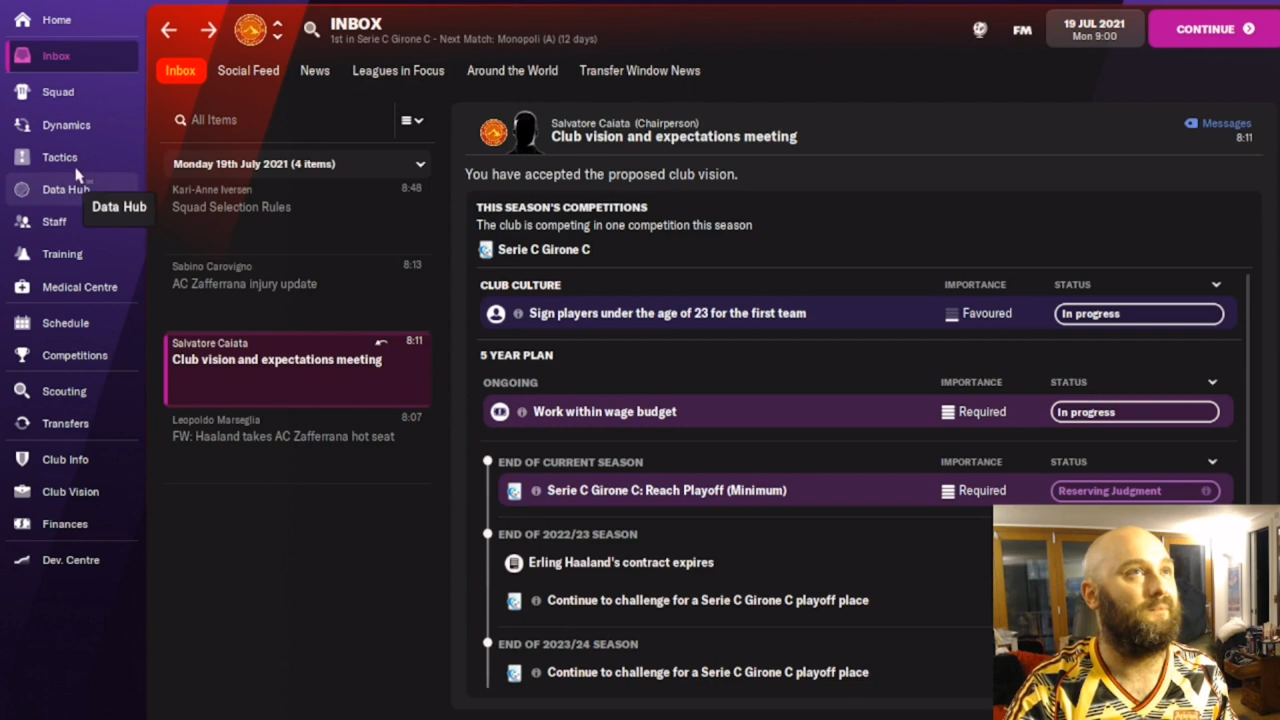 Home
Inbox
Squad
Dynamics
Tactics
Data Hub
Data Hub
Staff
Training
Medical Centre
Schedule
Competitions
Scouting
Transfers
Club Info
Club Vision
Finances
Dev. Centre
INBOX
1st in Serie C Girone C - Next Match: Monopoli (A) (12 days)
FM
19 JUL 2021
Mon 9:00
CONTINUE
Inbox
Social Feed
News
Leagues in Focus
Around the World
Transfer Window News
All Items
Monday 19th July 2021 (4 items)
Kari-Anne Iversen 8:48
Squad Selection Rules
Sabino Carovigno 8:13
AC Zafferrana injury update
Salvatore Caiata 8:11
Club vision and expectations meeting
Leopoldo Marseglia 8:07
FW: Haaland takes AC Zafferrana hot seat
Salvatore Caiata (Chairperson)
Club vision and expectations meeting
Messages
8:11
You have accepted the proposed club vision.
THIS SEASON'S COMPETITIONS
The club is competing in one competition this season
Serie C Girone C
CLUB CULTURE IMPORTANCE STATUS
Sign players under the age of 23 for the first team Favoured In progress
5 YEAR PLAN
ONGOING IMPORTANCE STATUS
Work within wage budget Required In progress
END OF CURRENT SEASON IMPORTANCE STATUS
Serie C Girone C: Reach Playoff (Minimum) Required Reserving Judgment
END OF 2022/23 SEASON
Erling Haaland's contract expires
Continue to challenge for a Serie C Girone C playoff place
END OF 2023/24 SEASON
Continue to challenge for a Serie C Girone C playoff place